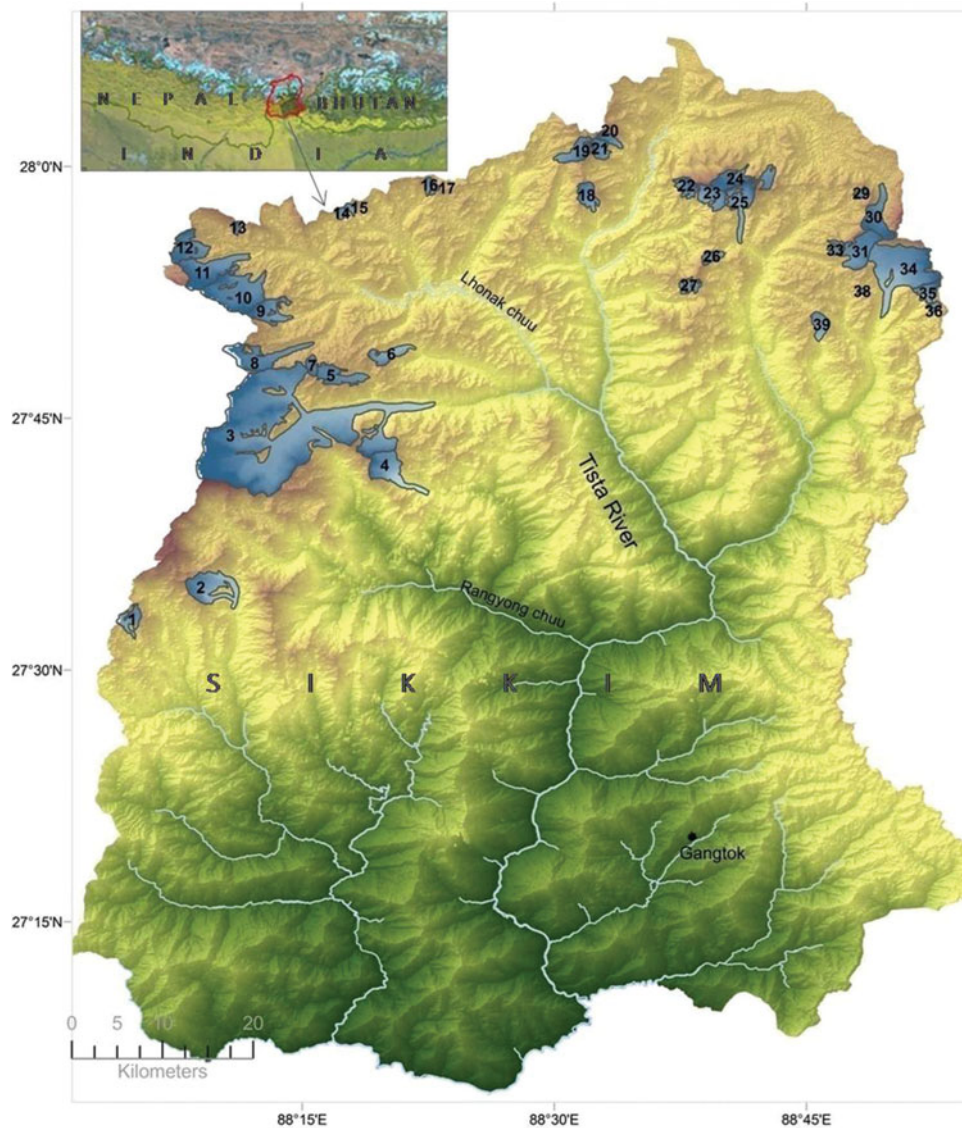 N E P A L
B H U T A N
I N D I A
28°0'N
27°45'N
27°30'N
27°15'N
20
19
21
18
16
17
15
14
13
12
11
10
9
22
23
24
25
26
27
29
30
31
33
34
35
36
38
39
Lhonak chuu
8
7
5
6
3
4
Tista River
2
1
Rangyong chuu
S I K K I M
Gangtok
0 5 10 20
Kilometers
88°15'E
88°30'E
88°45'E